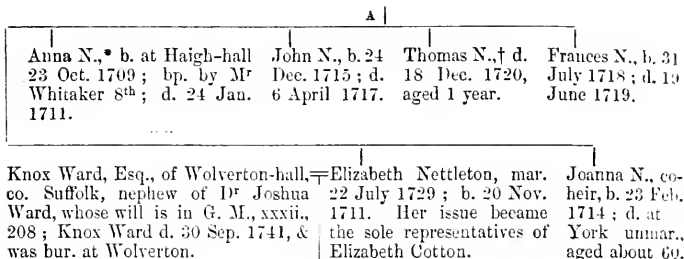 A
Anna N.,* b. at Haigh-hall
23 Oct. 1709 ; bp. by Mr
Whitaker 8th ; d. 24 Jan.
1711.
John N., b. 24
Dec. 1715 ; d.
6 April 1717.
Thomas N.,† d.
18 Dec. 1720,
aged 1 year.
Frances N., b. 31
July 1718 ; d. 19
June 1719.
Knox Ward, Esq., of Wolverton-hall,
co. Suffolk, nephew of Dr Joshua
Ward, whose will is in G. M., xxiii.,
208 ; Knox Ward d. 30 Sep. 1741, &
was bur. at Wolverton.
Elizabeth Nettleton, mar.
22 July 1729 ; b. 20 Nov.
1711. Her issue became
the sole representatives of
Elizabeth Cotton.
Joanna N., co-
heir, b. 23 Feb.
1714 ; d. at
York unmar.,
aged about 60.